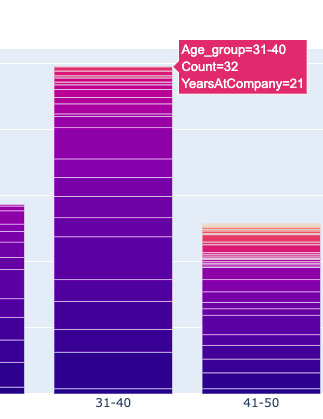 Age_group=31-40
Count=32
YearsAtCompany=21
31-40
41-50